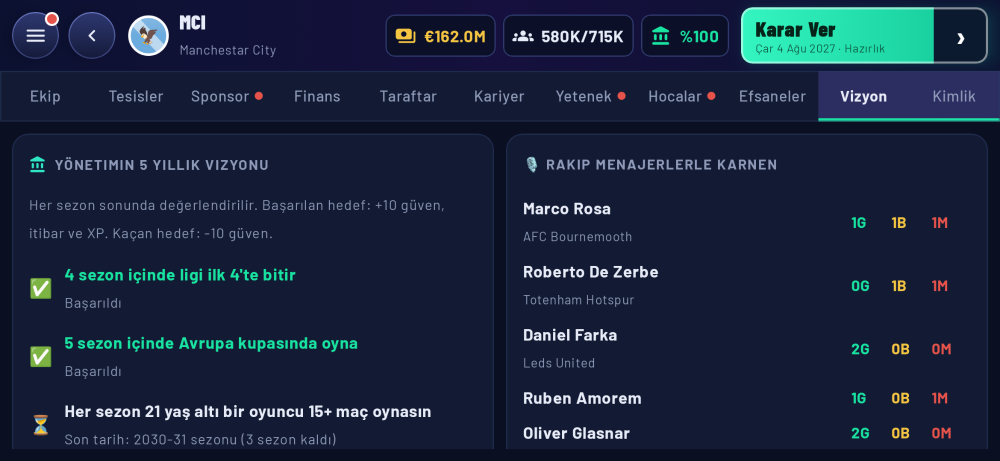 MCI
Manchestar City
€162.0M
580K/715K
%100
Karar Ver
Çar 4 Ağu 2027 · Hazırlık
Ekip
Tesisler
Sponsor
Finans
Taraftar
Kariyer
Yetenek
Hocalar
Efsaneler
Vizyon
Kimlik
YÖNETIMIN 5 YILLIK VIZYONU
Her sezon sonunda değerlendirilir. Başarılan hedef: +10 güven,
itibar ve XP. Kaçan hedef: -10 güven.
4 sezon içinde ligi ilk 4'te bitir
Başarıldı
5 sezon içinde Avrupa kupasında oyna
Başarıldı
Her sezon 21 yaş altı bir oyuncu 15+ maç oynasın
Son tarih: 2030-31 sezonu (3 sezon kaldı)
RAKIP MENAJERLERLE KARNEN
Marco Rosa
AFC Bournemooth
1G 1B 1M
Roberto De Zerbe
Totenham Hotspur
0G 1B 1M
Daniel Farka
Leds United
2G 0B 0M
Ruben Amorem
1G 0B 1M
Oliver Glasnar
2G 0B 0M